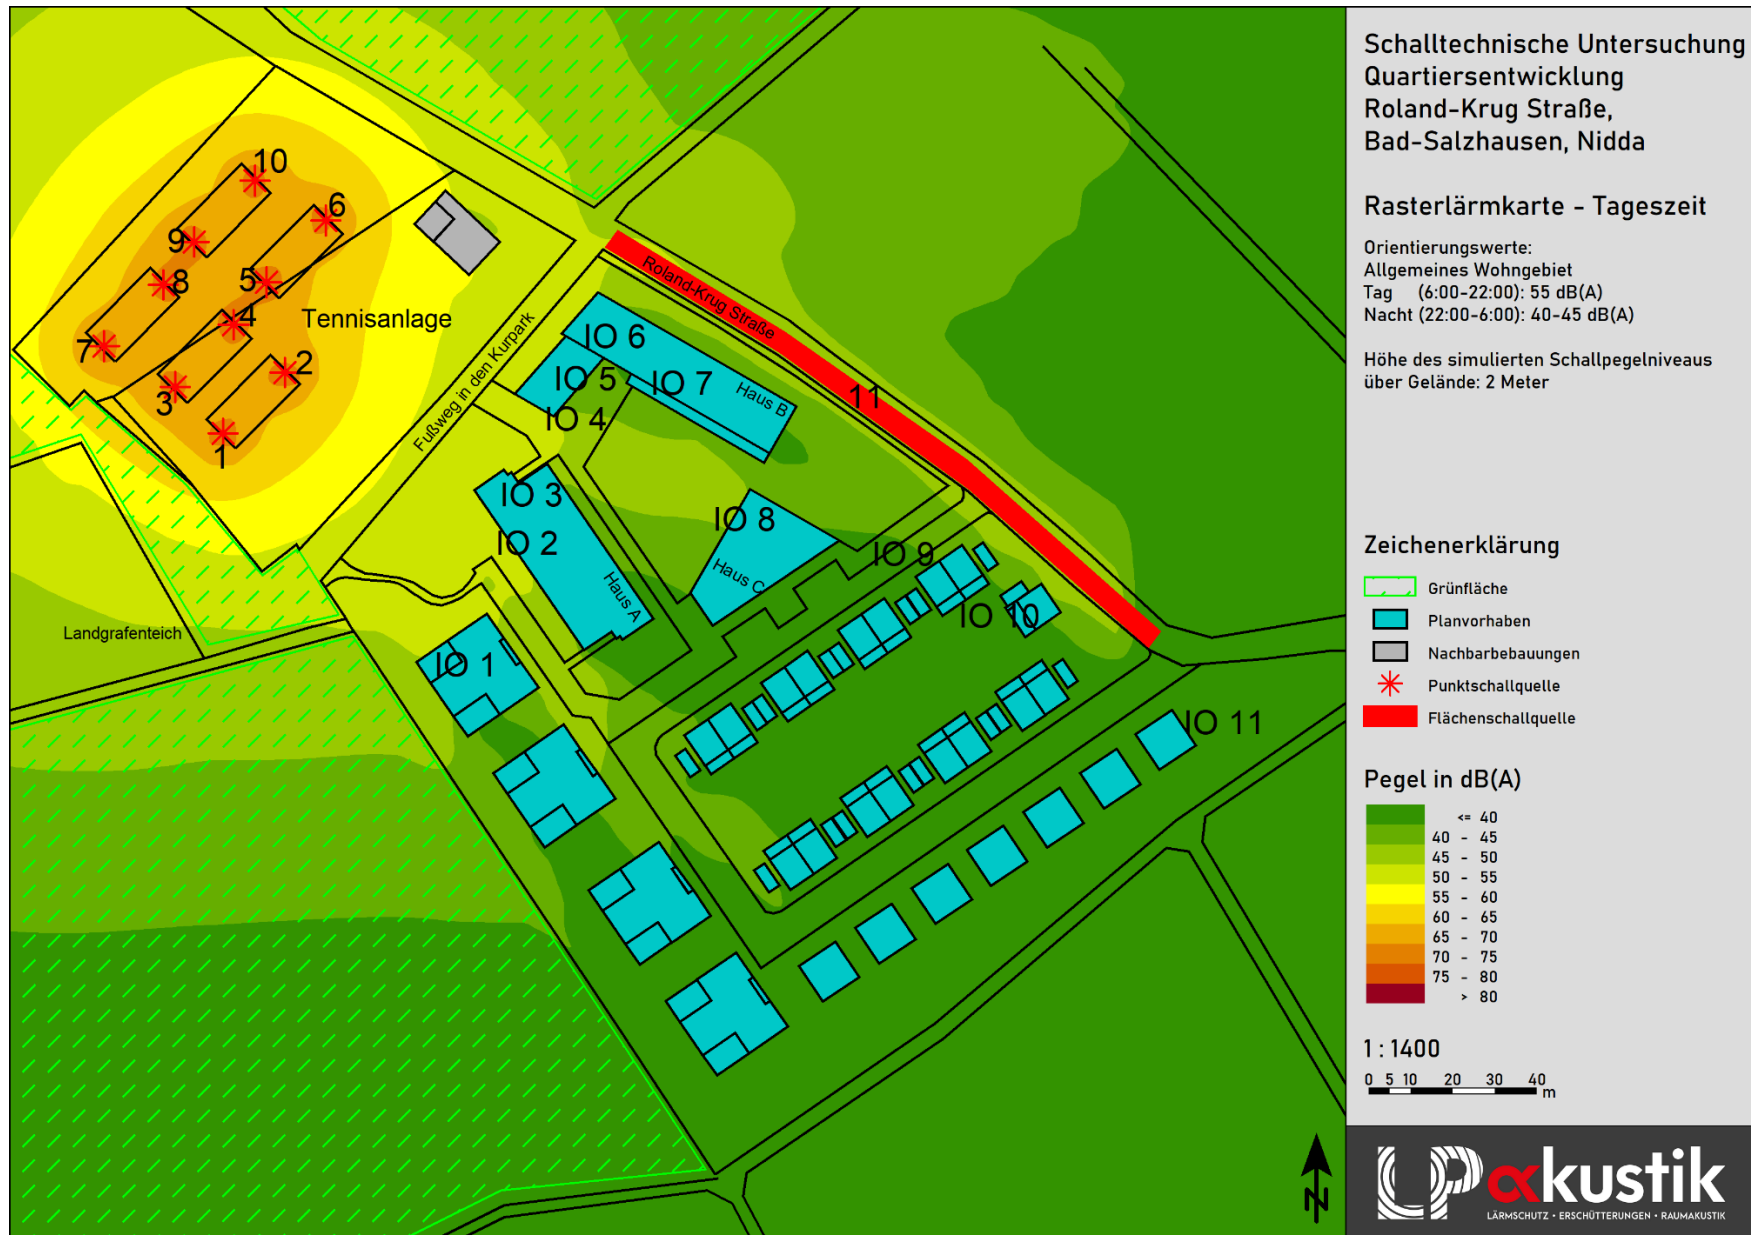 Schalltechnische Untersuchung
Quartiersentwicklung
Roland-Krug Straße,
Bad-Salzhausen, Nidda
Rasterlärmkarte - Tageszeit
Orientierungswerte:
Allgemeines Wohngebiet
Tag (6:00-22:00): 55 dB(A)
Nacht (22:00-6:00): 40-45 dB(A)
Höhe des simulierten Schallpegelniveaus
über Gelände: 2 Meter
Zeichenerklärung
Grünfläche
Planvorhaben
Nachbarbebauungen
Punktschallquelle
Flächenschallquelle
Pegel in dB(A)
<= 40
40 - 45
45 - 50
50 - 55
55 - 60
60 - 65
65 - 70
70 - 75
75 - 80
> 80
1 : 1400
0 5 10 20 30 40
m
N
LP akustik
LÄRMSCHUTZ • ERSCHÜTTERUNGEN • RAUMAKUSTIK
10
6
9
8
5
4
7
2
3
1
Tennisanlage
Fußweg in den Kurpark
Landgrafenteich
Roland-Krug Straße
11
IO 6
IO 5
IO 7
Haus B
IO 4
IO 3
IO 2
Haus A
IO 8
Haus C
IO 9
IO 10
IO 1
IO 11